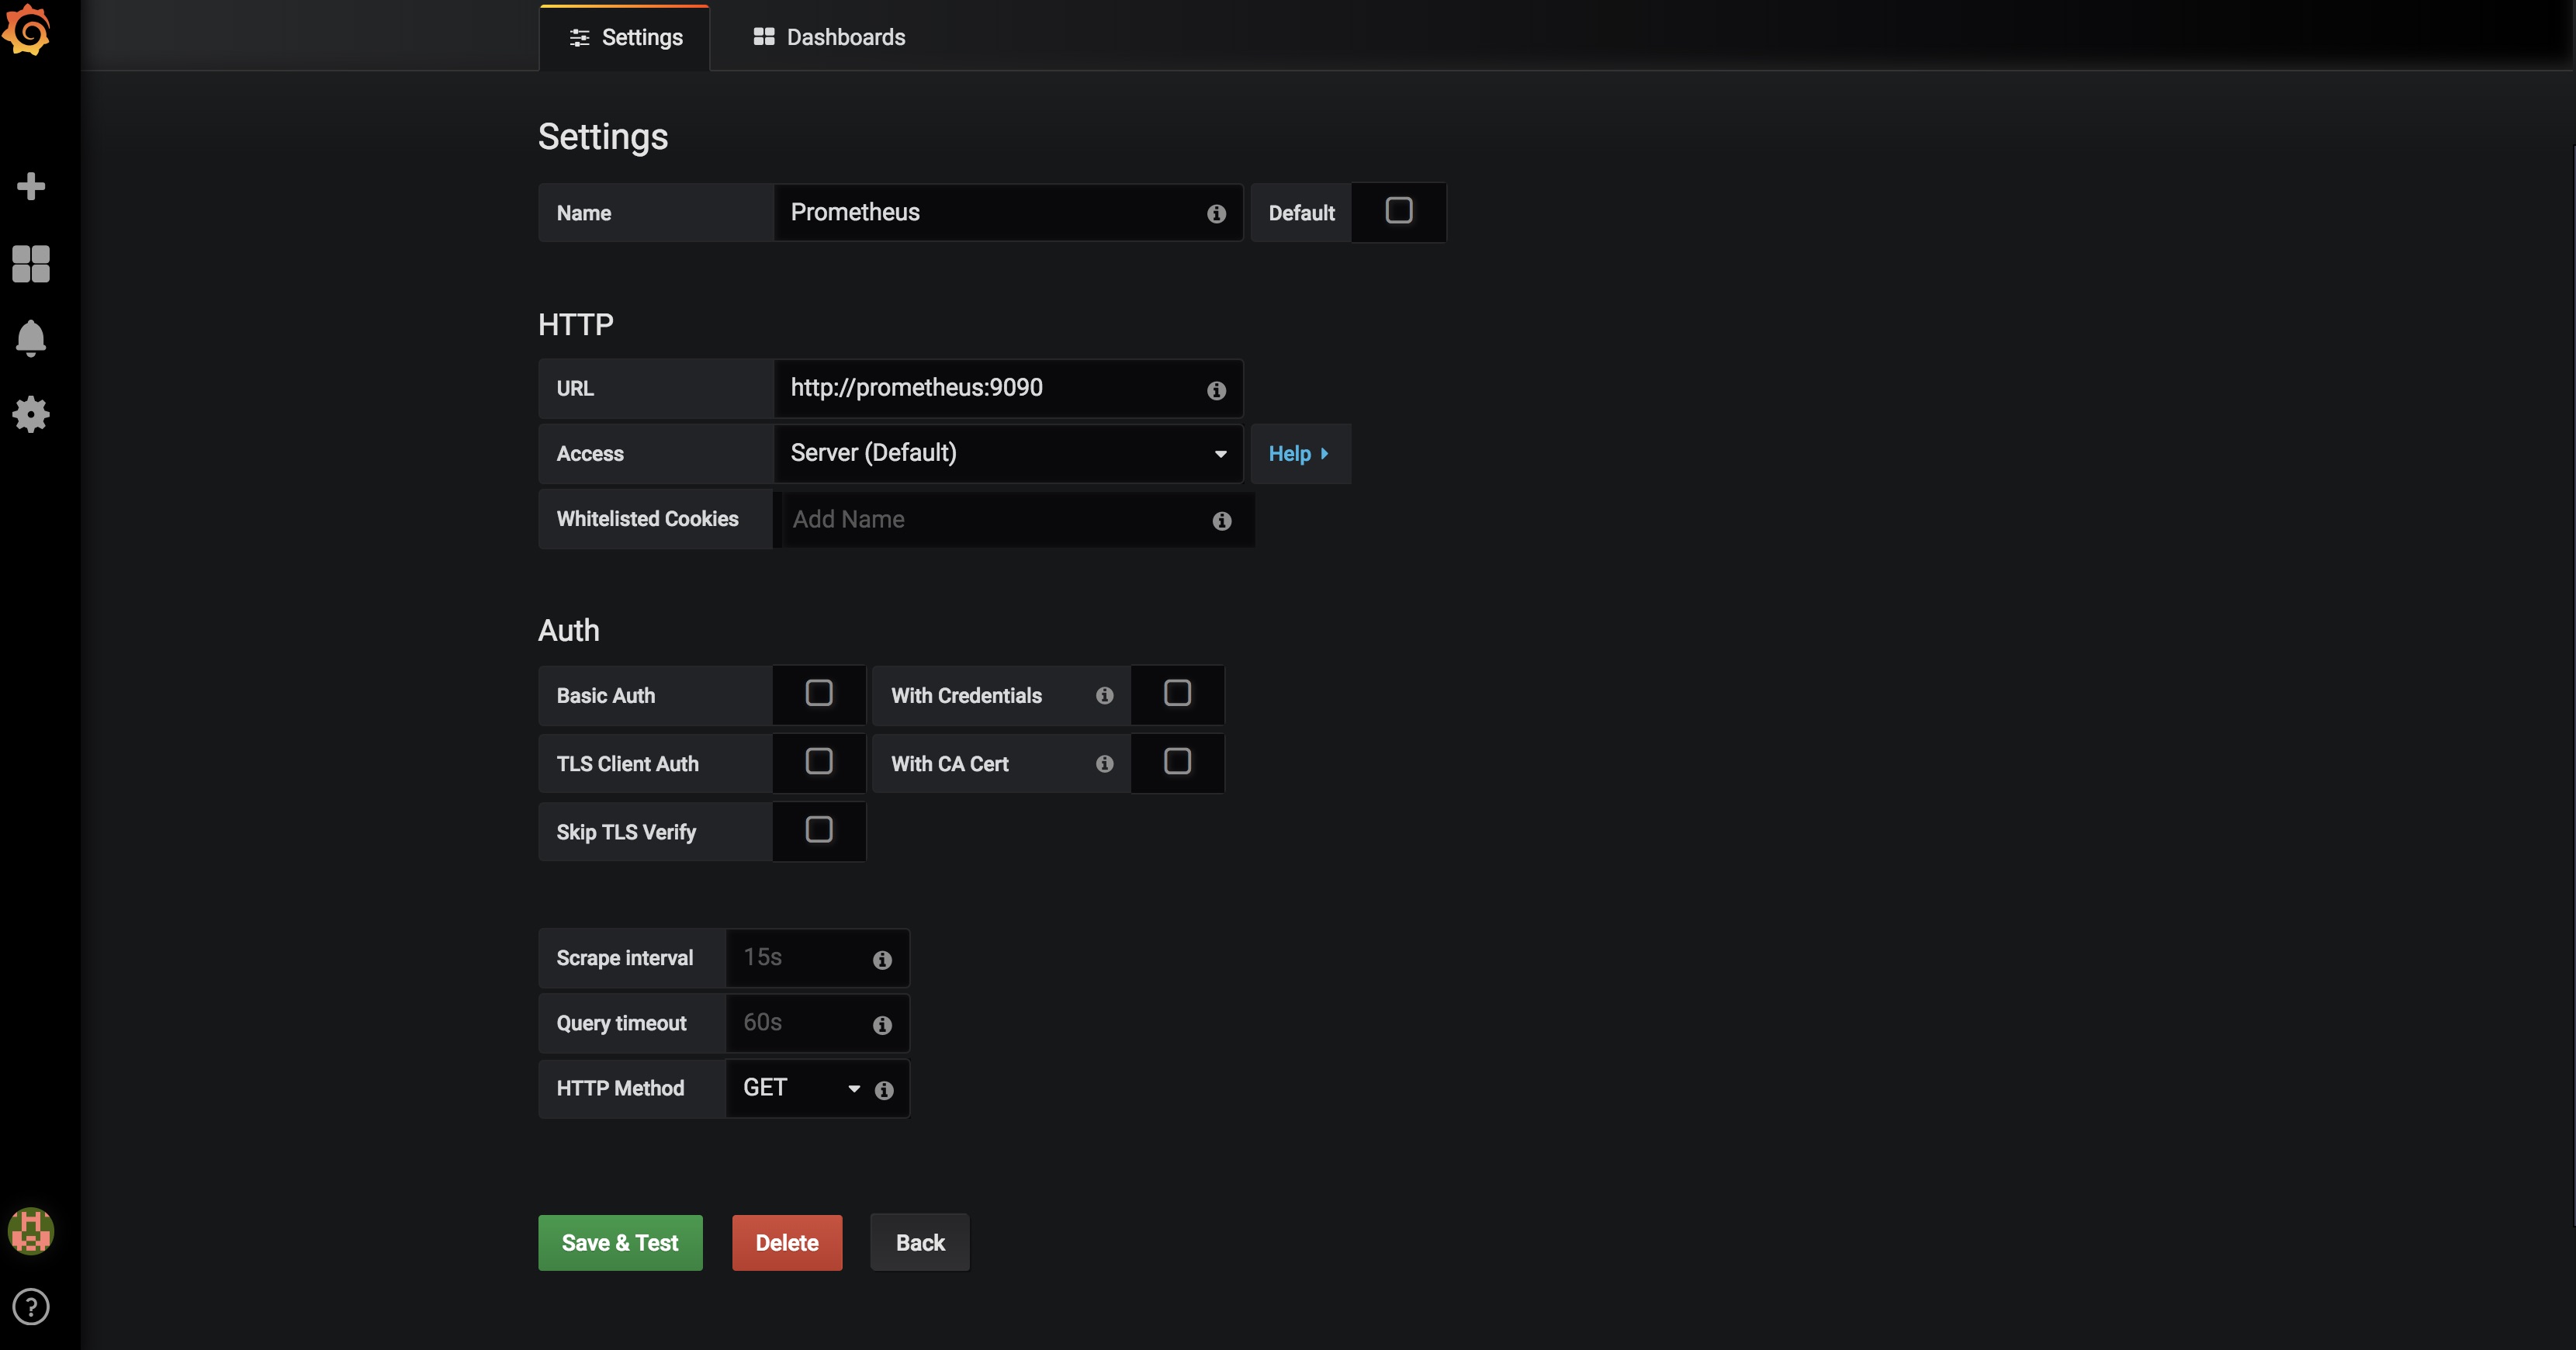 Settings Dashboards
Settings
Name Prometheus Default
HTTP
URL http://prometheus:9090
Access Server (Default) Help
Whitelisted Cookies Add Name
Auth
Basic Auth With Credentials
TLS Client Auth With CA Cert
Skip TLS Verify
Scrape interval 15s
Query timeout 60s
HTTP Method GET
Save & Test Delete Back